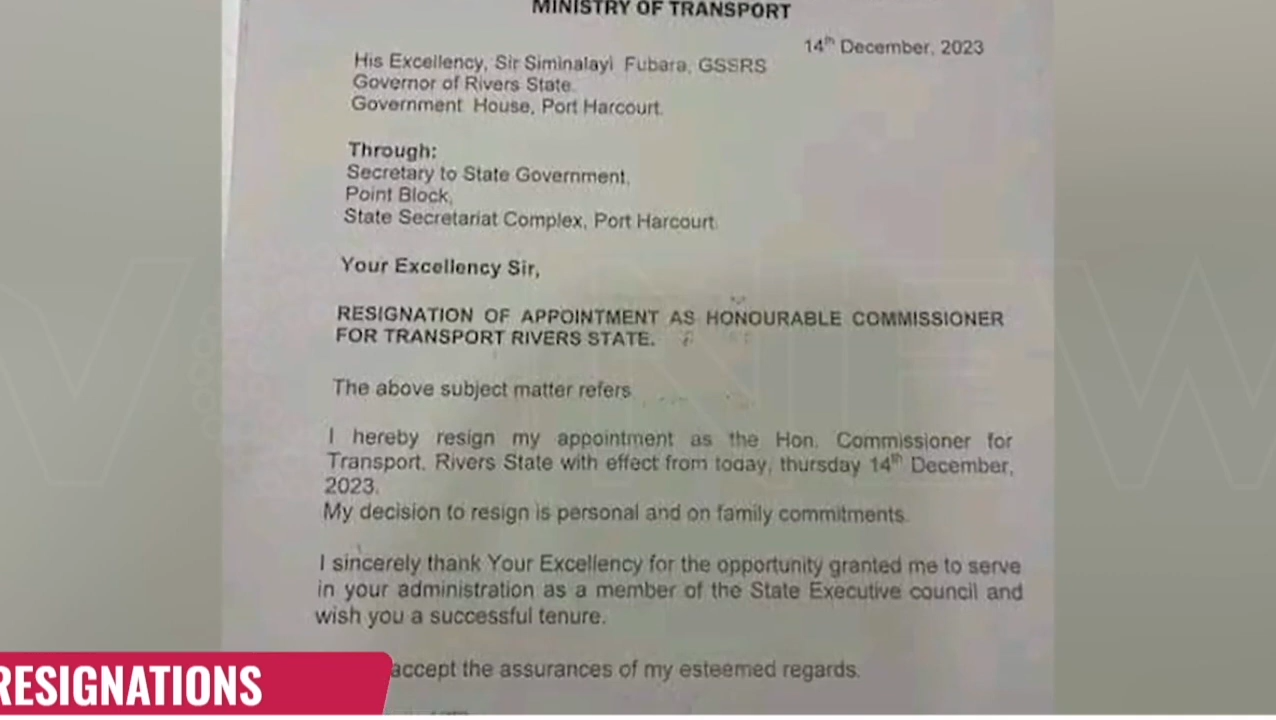 MINISTRY OF TRANSPORT
14th December, 2023
His Excellency, Sir Siminalayi Fubara, GSSRS
Governor of Rivers State.
Government House, Port Harcourt.
Through:
Secretary to State Government,
Point Block,
State Secretariat Complex, Port Harcourt.
Your Excellency Sir,
RESIGNATION OF APPOINTMENT AS HONOURABLE COMMISSIONER
FOR TRANSPORT RIVERS STATE.
The above subject matter refers
I hereby resign my appointment as the Hon. Commissioner for
Transport, Rivers State with effect from today, thursday 14th December,
2023.
My decision to resign is personal and on family commitments.
I sincerely thank Your Excellency for the opportunity granted me to serve
in your administration as a member of the State Executive council and
wish you a successful tenure.
accept the assurances of my esteemed regards.
RESIGNATIONS